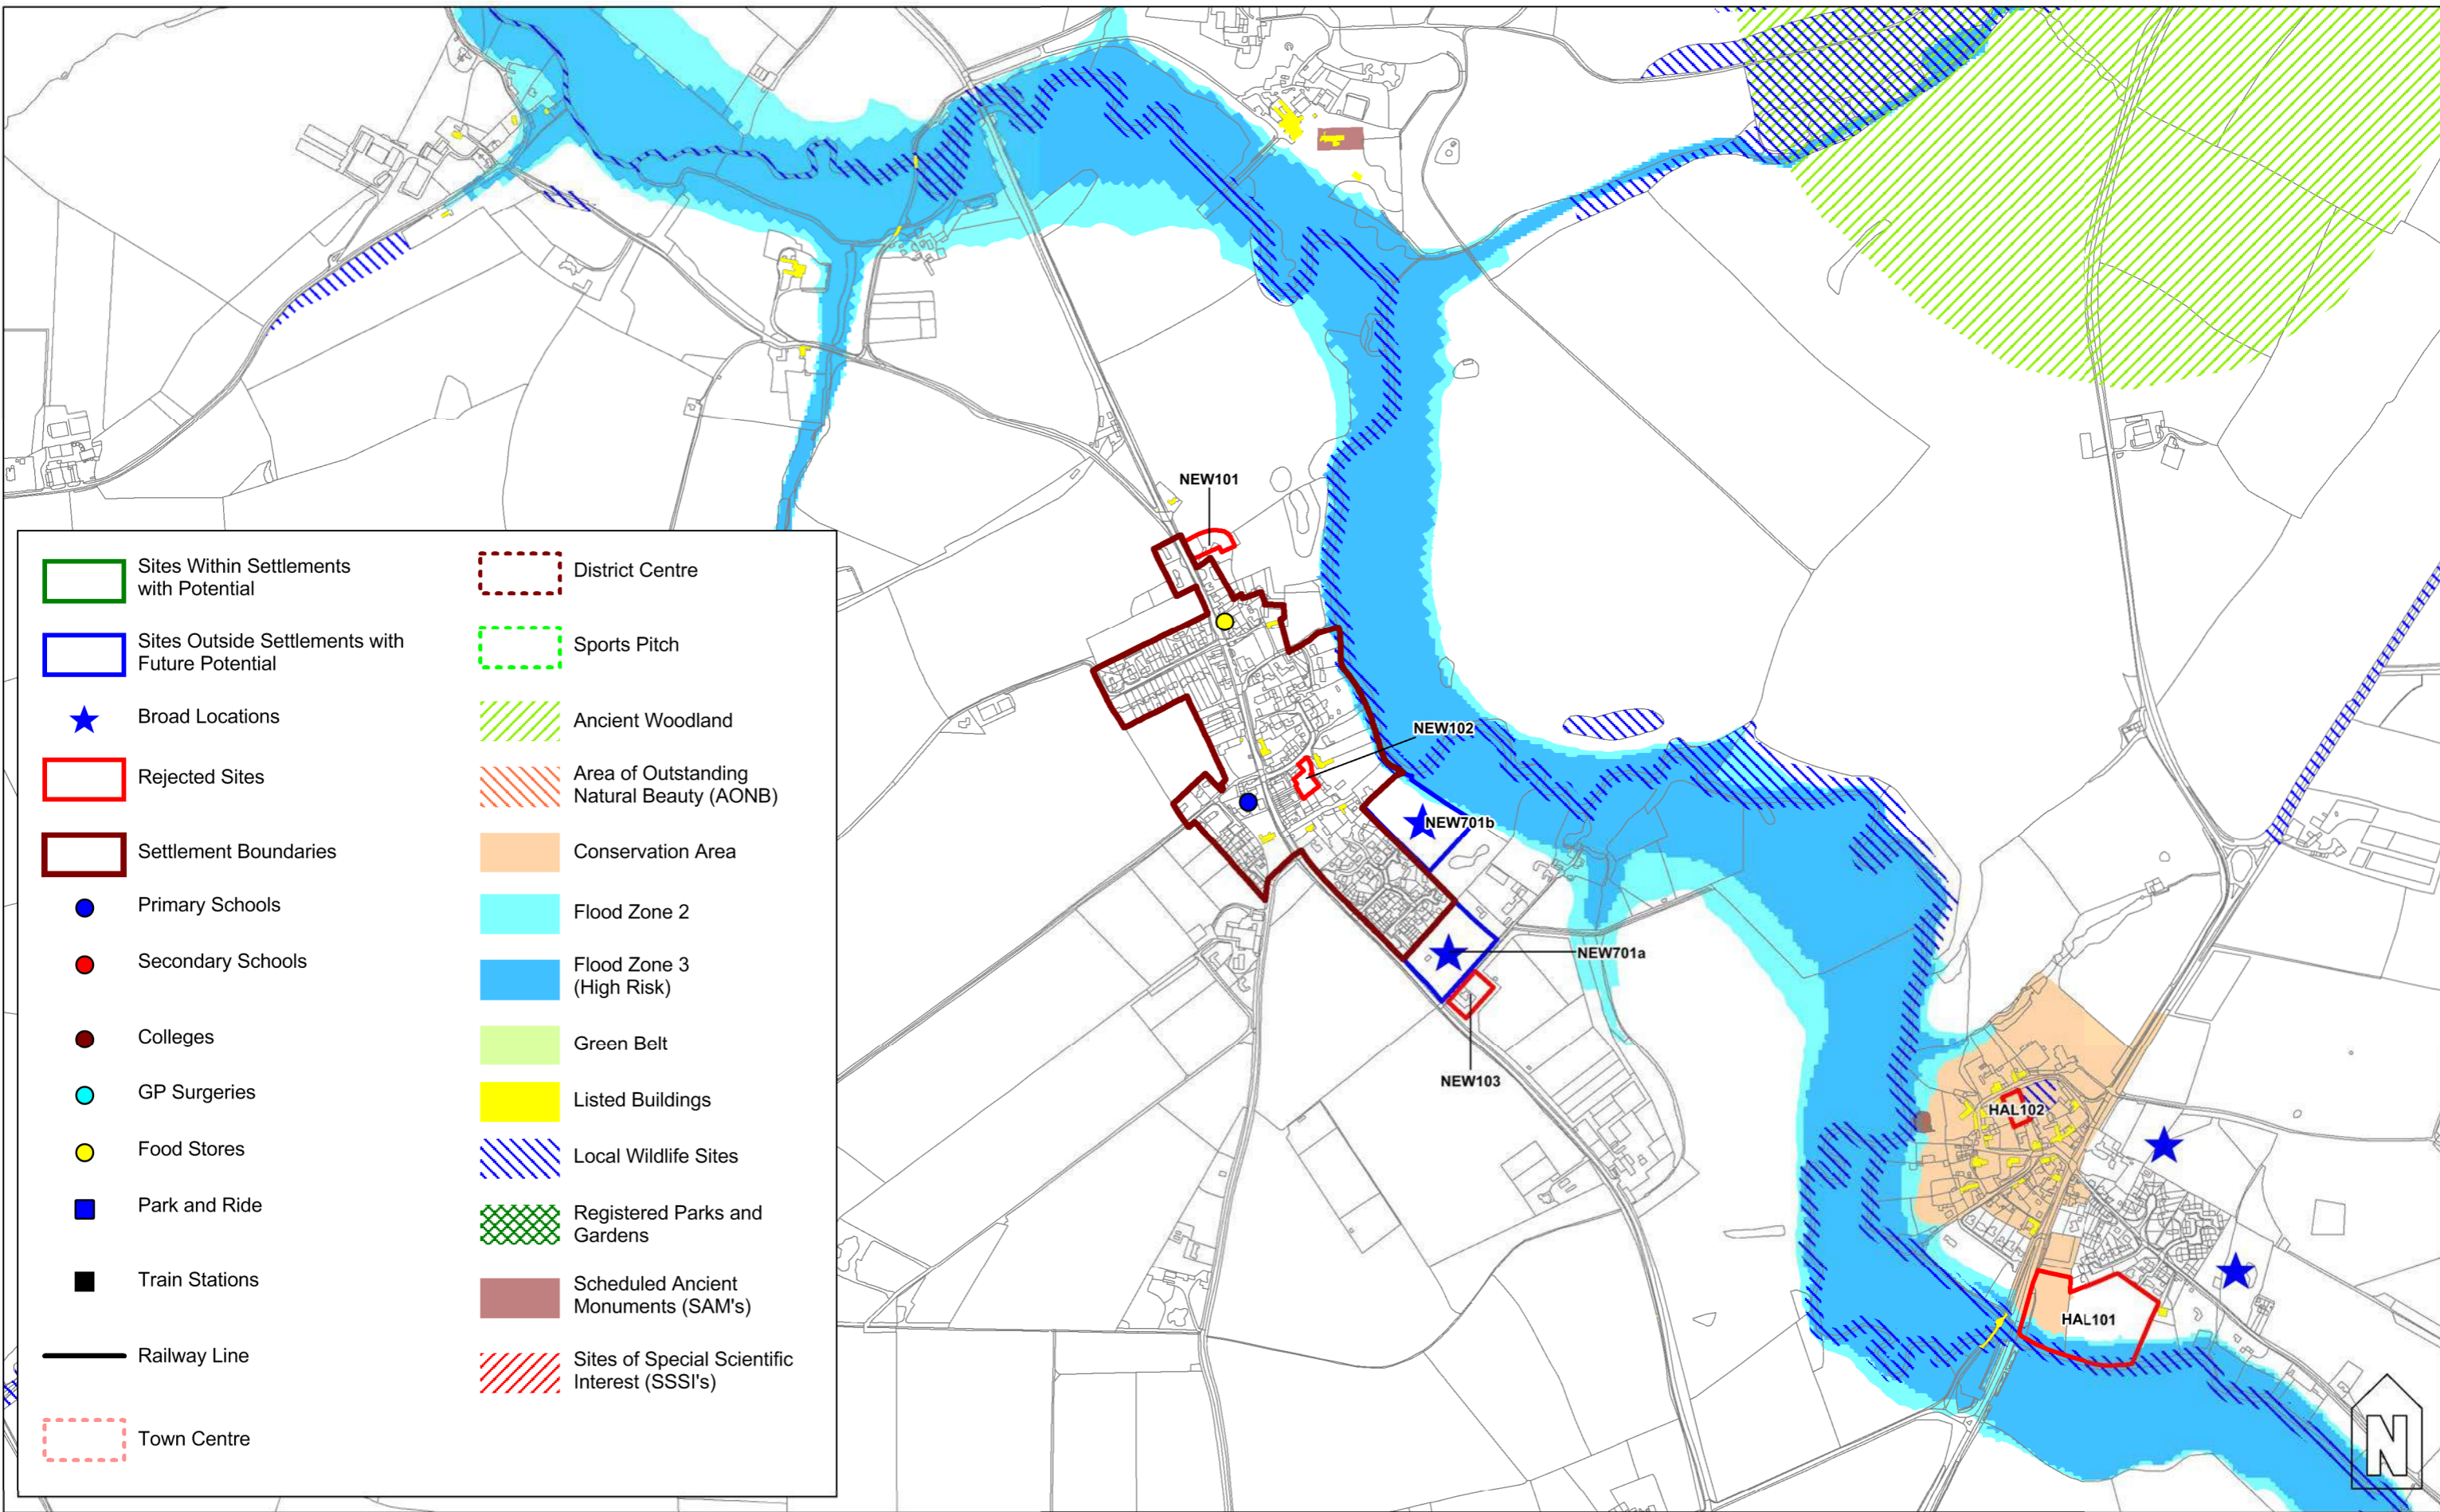 NEW101
NEW102
NEW701b
NEW701a
NEW103
HAL102
HAL101
Sites Within Settlements
with Potential
Sites Outside Settlements with
Future Potential
Broad Locations
Rejected Sites
Settlement Boundaries
Primary Schools
Secondary Schools
Colleges
GP Surgeries
Food Stores
Park and Ride
Train Stations
Railway Line
Town Centre
District Centre
Sports Pitch
Ancient Woodland
Area of Outstanding
Natural Beauty (AONB)
Conservation Area
Flood Zone 2
Flood Zone 3
(High Risk)
Green Belt
Listed Buildings
Local Wildlife Sites
Registered Parks and
Gardens
Scheduled Ancient
Monuments (SAM's)
Sites of Special Scientific
Interest (SSSI's)
N